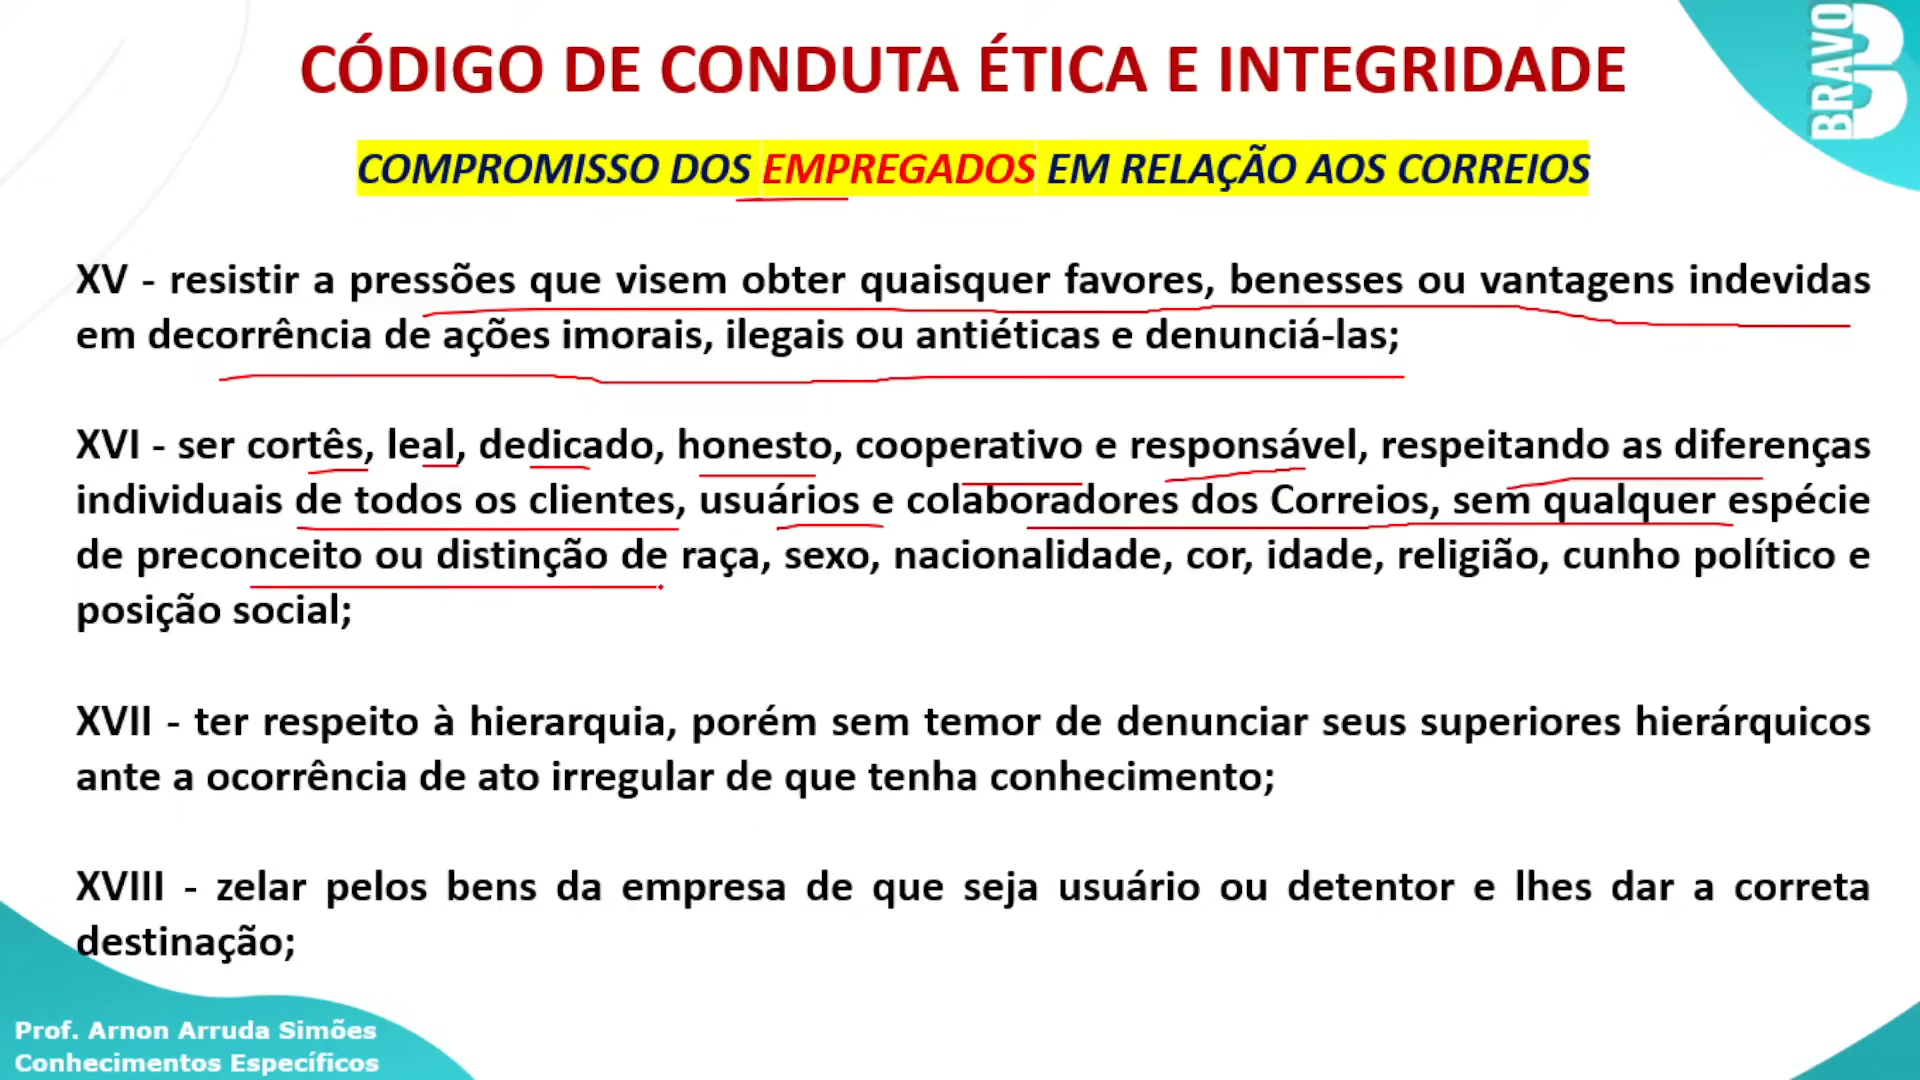 CÓDIGO DE CONDUTA ÉTICA E INTEGRIDADE
BRAVO
COMPROMISSO DOS EMPREGADOS EM RELAÇÃO AOS CORREIOS
XV - resistir a pressões que visem obter quaisquer favores, benesses ou vantagens indevidas
em decorrência de ações imorais, ilegais ou antiéticas e denunciá-las;
XVI - ser cortês, leal, dedicado, honesto, cooperativo e responsável, respeitando as diferenças
individuais de todos os clientes, usuários e colaboradores dos Correios, sem qualquer espécie
de preconceito ou distinção de raça, sexo, nacionalidade, cor, idade, religião, cunho político e
posição social;
XVII - ter respeito à hierarquia, porém sem temor de denunciar seus superiores hierárquicos
ante a ocorrência de ato irregular de que tenha conhecimento;
XVIII - zelar pelos bens da empresa de que seja usuário ou detentor e lhes dar a correta
destinação;
Prof. Arnon Arruda Simões
Conhecimentos Específicos